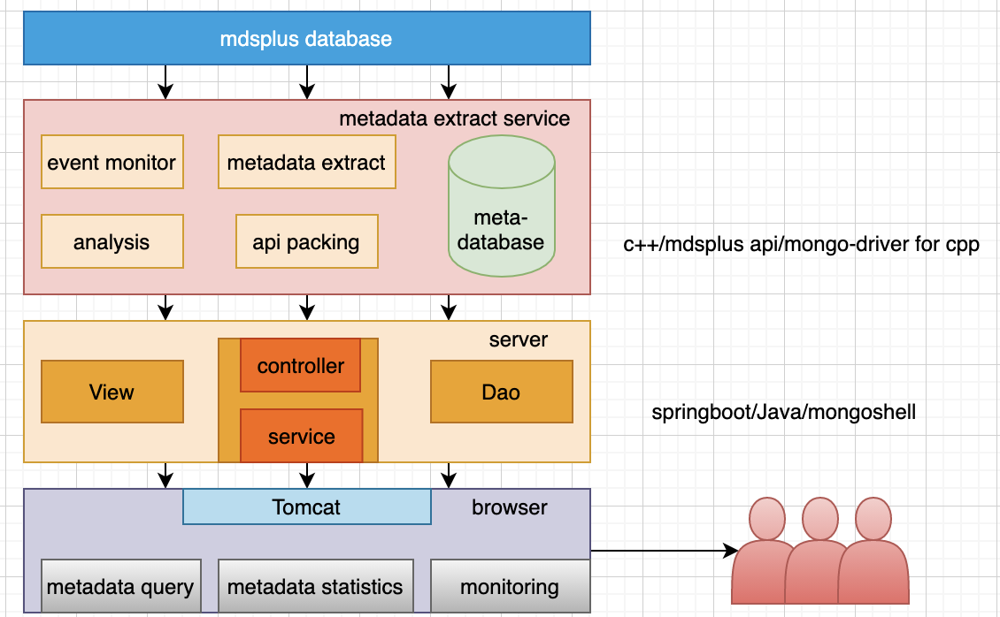 mdsplus database
metadata extract service
event monitor
metadata extract
meta-
database
analysis
api packing
c++/mdsplus api/mongo-driver for cpp
server
controller
View
Dao
service
springboot/Java/mongoshell
Tomcat
browser
metadata query
metadata statistics
monitoring